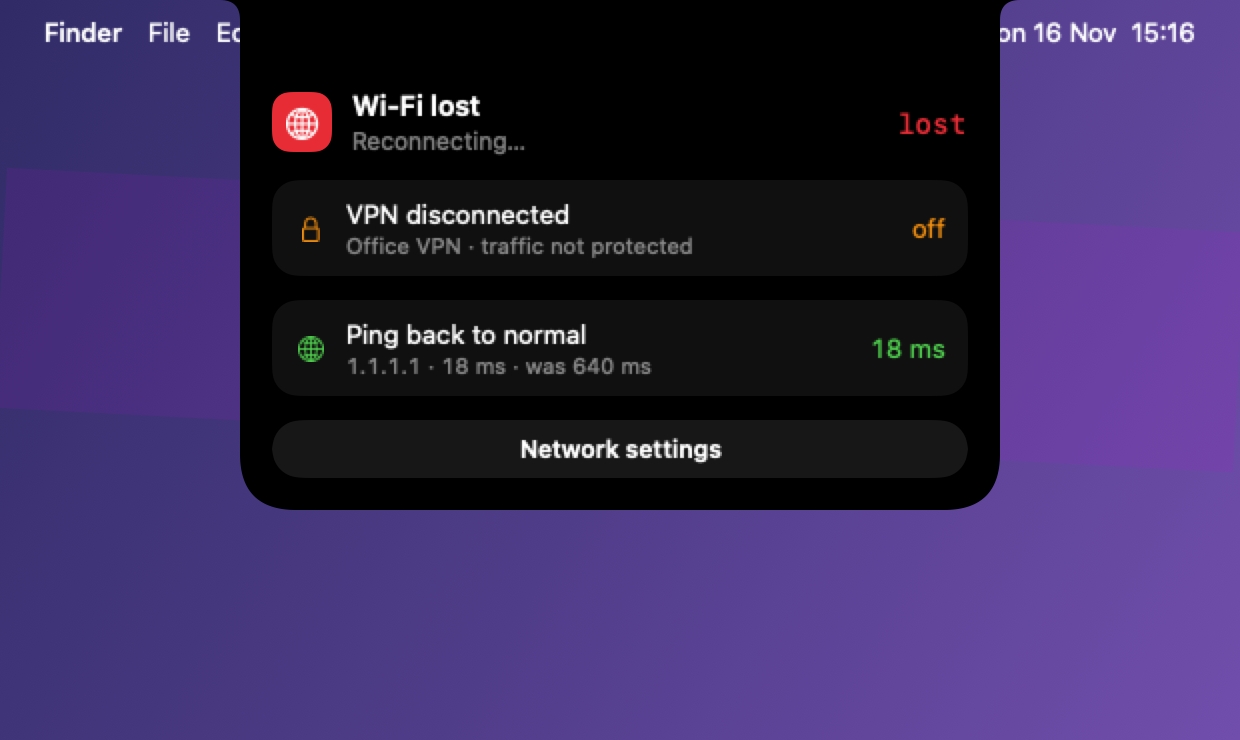 Finder File
16 Nov 15:16
Wi-Fi lost
Reconnecting...
lost
VPN disconnected
Office VPN · traffic not protected
off
Ping back to normal
1.1.1.1 · 18 ms · was 640 ms
18 ms
Network settings